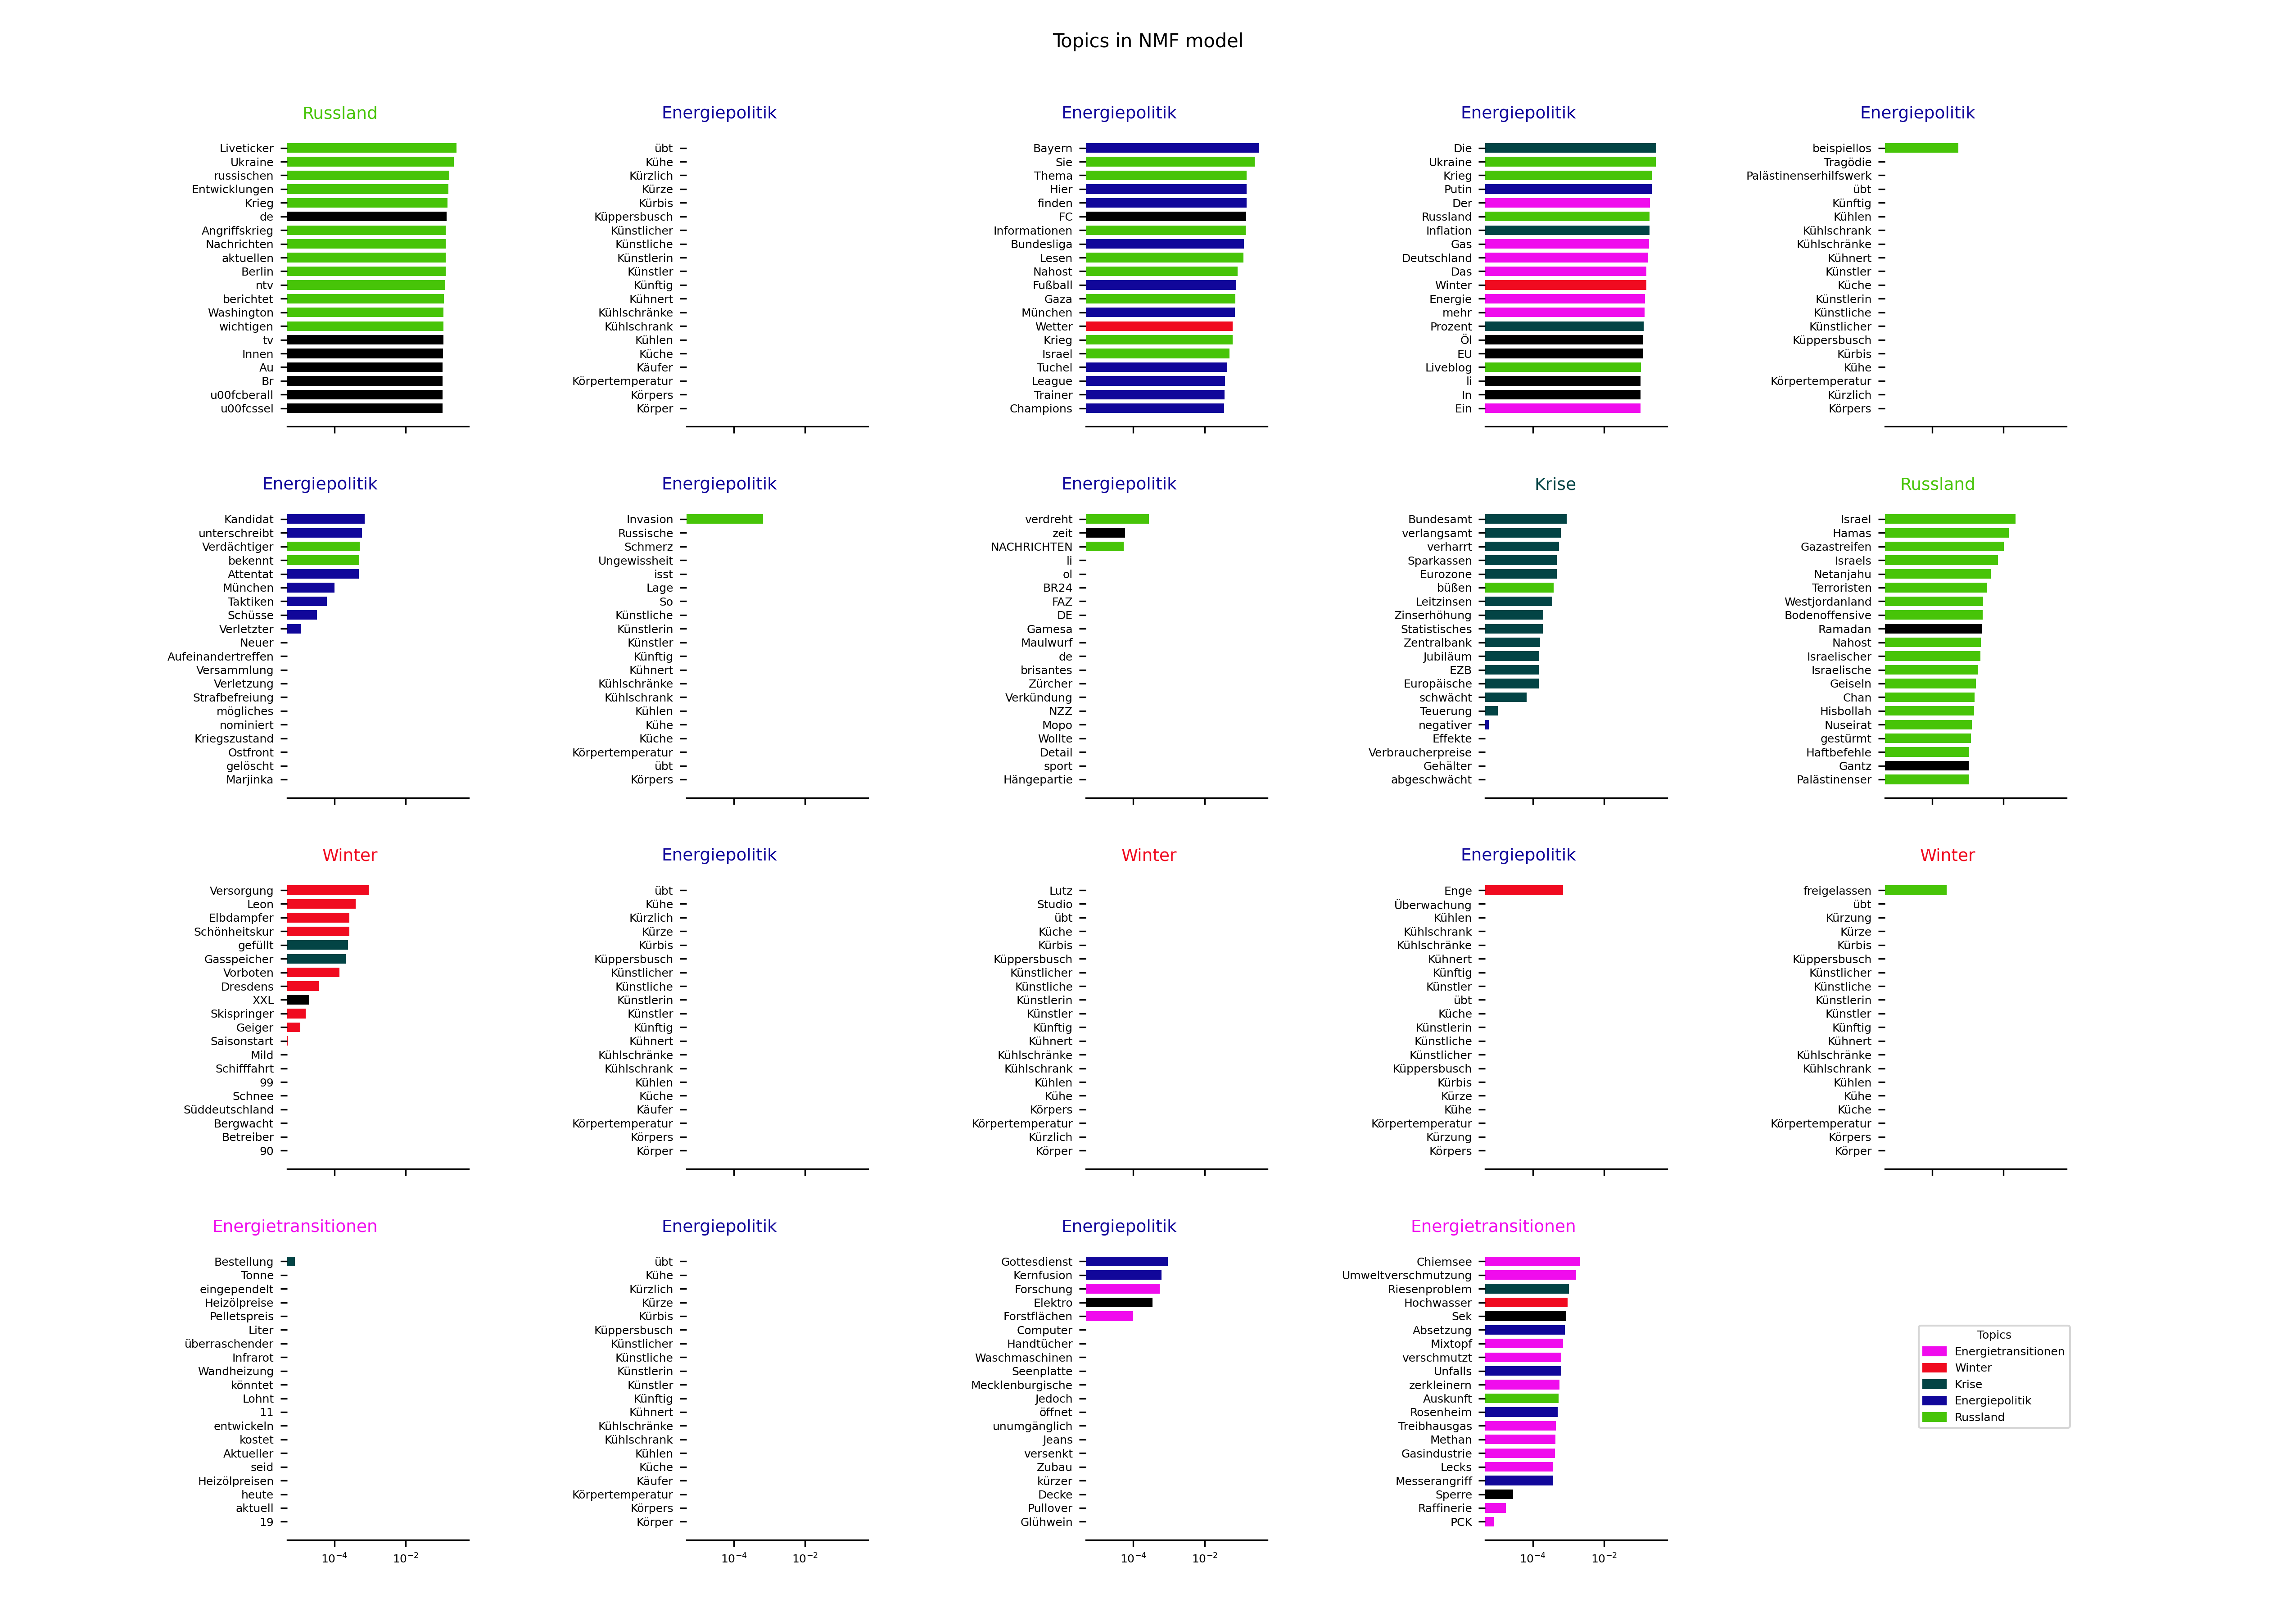 Topics in NMF model
Russland
Liveticker
Ukraine
russischen
Entwicklungen
Krieg
de
Angriffskrieg
Nachrichten
aktuellen
Berlin
ntv
berichtet
Washington
wichtigen
tv
Innen
Au
Br
u00fcberall
u00fcssel
Energiepolitik
übt
Kühe
Kürzlich
Kürze
Kürbis
Küppersbusch
Künstlicher
Künstliche
Künstlerin
Künstler
Künftig
Kühnert
Kühlschränke
Kühlschrank
Kühlen
Küche
Käufer
Körpertemperatur
Körpers
Körper
Energiepolitik
Bayern
Sie
Thema
Hier
finden
FC
Informationen
Bundesliga
Lesen
Nahost
Fußball
Gaza
München
Wetter
Krieg
Israel
Tuchel
League
Trainer
Champions
Energiepolitik
Die
Ukraine
Krieg
Putin
Der
Russland
Inflation
Gas
Deutschland
Das
Winter
Energie
mehr
Prozent
Öl
EU
Liveblog
li
In
Ein
Energiepolitik
beispiellos
Tragödie
Palästinenserhilfswerk
übt
Künftig
Kühlen
Kühlschrank
Kühlschränke
Kühnert
Künstler
Küche
Künstlerin
Künstliche
Künstlicher
Küppersbusch
Kürbis
Kühe
Körpertemperatur
Kürzlich
Körpers
Energiepolitik
Kandidat
unterschreibt
Verdächtiger
bekennt
Attentat
München
Taktiken
Schüsse
Verletzter
Neuer
Aufeinandertreffen
Versammlung
Verletzung
Strafbefreiung
mögliches
nominiert
Kriegszustand
Ostfront
gelöscht
Marjinka
Energiepolitik
Invasion
Russische
Schmerz
Ungewissheit
isst
Lage
So
Künstliche
Künstlerin
Künstler
Künftig
Kühnert
Kühlschränke
Kühlschrank
Kühlen
Kühe
Küche
Körpertemperatur
übt
Körpers
Energiepolitik
verdreht
zeit
NACHRICHTEN
li
ol
BR24
FAZ
DE
Gamesa
Maulwurf
de
brisantes
Zürcher
Verkündung
NZZ
Mopo
Wollte
Detail
sport
Hängepartie
Krise
Bundesamt
verlangsamt
verharrt
Sparkassen
Eurozone
büßen
Leitzinsen
Zinserhöhung
Statistisches
Zentralbank
Jubiläum
EZB
Europäische
schwächt
Teuerung
negativer
Effekte
Verbraucherpreise
Gehälter
abgeschwächt
Russland
Israel
Hamas
Gazastreifen
Israels
Netanjahu
Terroristen
Westjordanland
Bodenoffensive
Ramadan
Nahost
Israelischer
Israelische
Geiseln
Chan
Hisbollah
Nuseirat
gestürmt
Haftbefehle
Gantz
Palästinenser
Winter
Versorgung
Leon
Elbdampfer
Schönheitskur
gefüllt
Gasspeicher
Vorboten
Dresdens
XXL
Skispringer
Geiger
Saisonstart
Mild
Schifffahrt
99
Schnee
Süddeutschland
Bergwacht
Betreiber
90
Energiepolitik
übt
Kühe
Kürzlich
Kürze
Kürbis
Küppersbusch
Künstlicher
Künstliche
Künstlerin
Künstler
Künftig
Kühnert
Kühlschränke
Kühlschrank
Kühlen
Küche
Käufer
Körpertemperatur
Körpers
Körper
Winter
Lutz
Studio
übt
Küche
Kürbis
Küppersbusch
Künstlicher
Künstliche
Künstlerin
Künstler
Künftig
Kühnert
Kühlschränke
Kühlschrank
Kühlen
Kühe
Körpers
Körpertemperatur
Kürzlich
Körper
Energiepolitik
Enge
Überwachung
Kühlen
Kühlschrank
Kühlschränke
Kühnert
Künftig
Künstler
übt
Küche
Künstlerin
Künstliche
Künstlicher
Küppersbusch
Kürbis
Kürze
Kühe
Körpertemperatur
Kürzung
Körpers
Winter
freigelassen
übt
Kürzung
Kürze
Kürbis
Küppersbusch
Künstlicher
Künstliche
Künstlerin
Künstler
Künftig
Kühnert
Kühlschränke
Kühlschrank
Kühlen
Kühe
Küche
Körpertemperatur
Körpers
Körper
Energietransitionen
Bestellung
Tonne
eingependelt
Heizölpreise
Pelletspreis
Liter
überraschender
Infrarot
Wandheizung
könntet
Lohnt
11
entwickeln
kostet
Aktueller
seid
Heizölpreisen
heute
aktuell
19
10⁻⁴ 10⁻²
Energiepolitik
übt
Kühe
Kürzlich
Kürze
Kürbis
Küppersbusch
Künstlicher
Künstliche
Künstlerin
Künstler
Künftig
Kühnert
Kühlschränke
Kühlschrank
Kühlen
Küche
Käufer
Körpertemperatur
Körpers
Körper
10⁻⁴ 10⁻²
Energiepolitik
Gottesdienst
Kernfusion
Forschung
Elektro
Forstflächen
Computer
Handtücher
Waschmaschinen
Seenplatte
Mecklenburgische
Jedoch
öffnet
unumgänglich
Jeans
versenkt
Zubau
kürzer
Decke
Pullover
Glühwein
10⁻⁴ 10⁻²
Energietransitionen
Chiemsee
Umweltverschmutzung
Riesenproblem
Hochwasser
Sek
Absetzung
Mixtopf
verschmutzt
Unfalls
zerkleinern
Auskunft
Rosenheim
Treibhausgas
Methan
Gasindustrie
Lecks
Messerangriff
Sperre
Raffinerie
PCK
10⁻⁴ 10⁻²
Topics
Energietransitionen
Winter
Krise
Energiepolitik
Russland